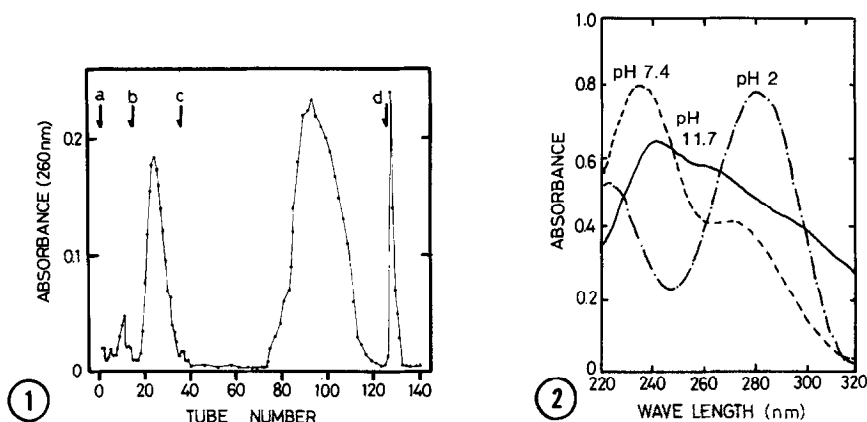 a b c d
0.2
0.1
0
ABSORBANCE (260nm)
0 20 40 60 80 100 120 140
TUBE NUMBER
1
1.0
0.8
0.6
0.4
0.2
0
ABSORBANCE
pH 7.4
pH 2
pH
11.7
220 240 260 280 300 320
WAVE LENGTH (nm)
2